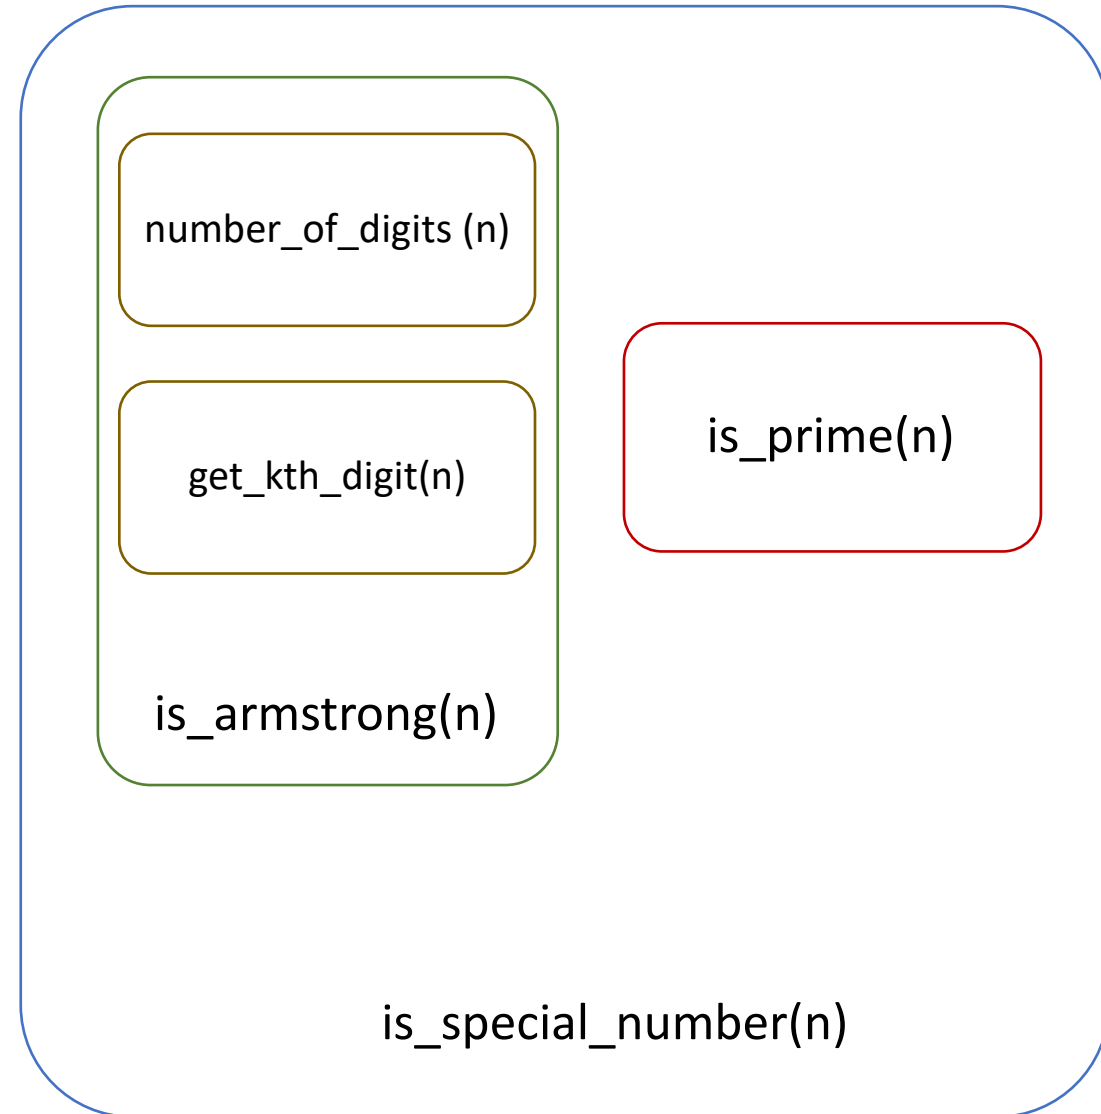 number_of_digits (n)
get_kth_digit(n)
is_prime(n)
is_armstrong(n)
is_special_number(n)